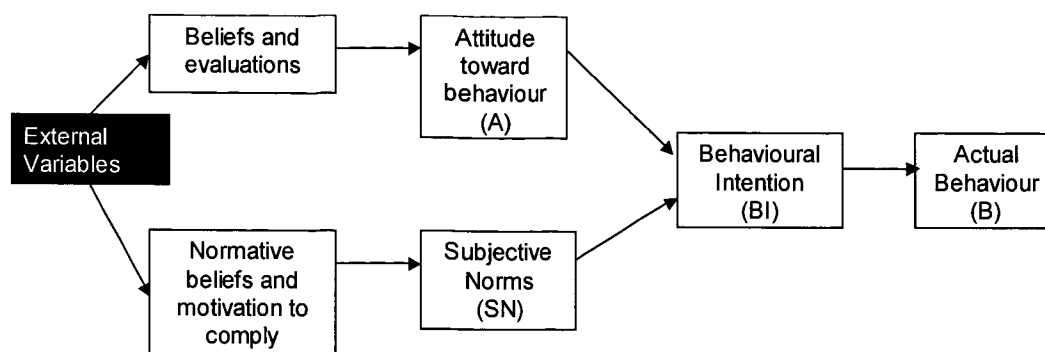 Beliefs and
evaluations
Attitude
toward
behaviour
(A)
External
Variables
Behavioural
Intention
(BI)
Actual
Behaviour
(B)
Normative
beliefs and
motivation to
comply
Subjective
Norms
(SN)